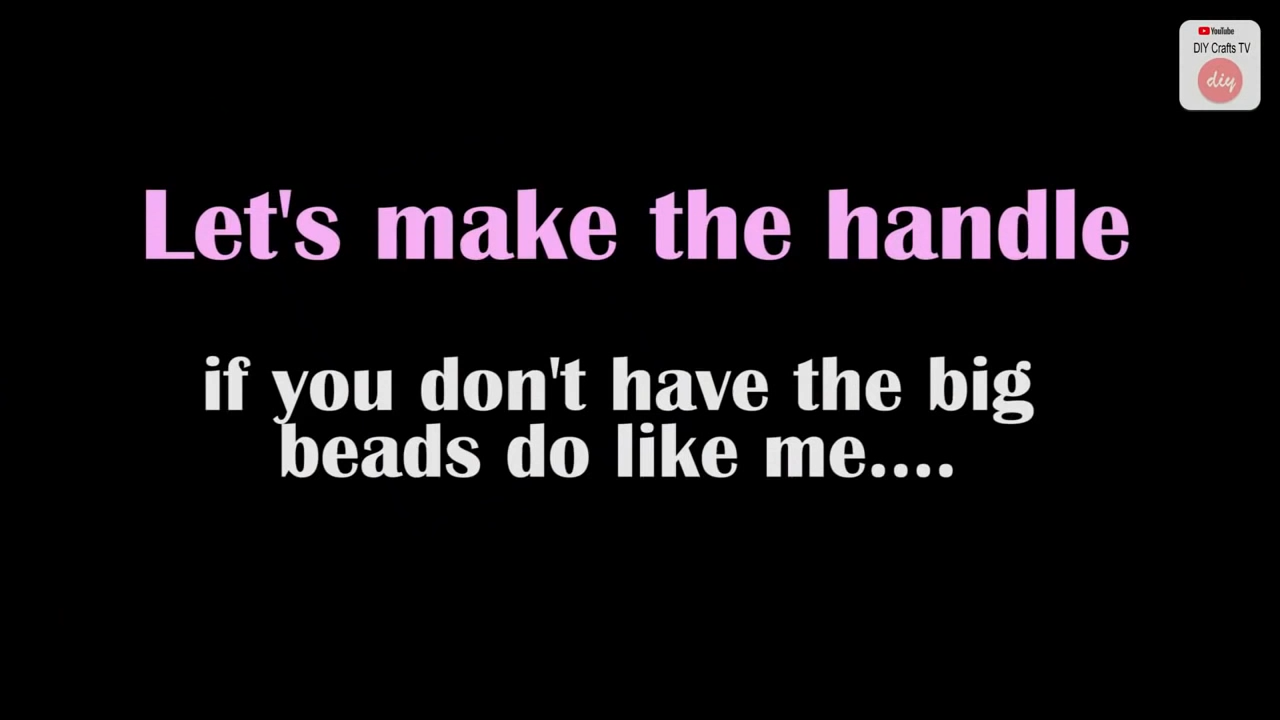 YouTube
DIY Crafts TV
diy
Let's make the handle
if you don't have the big
beads do like me....